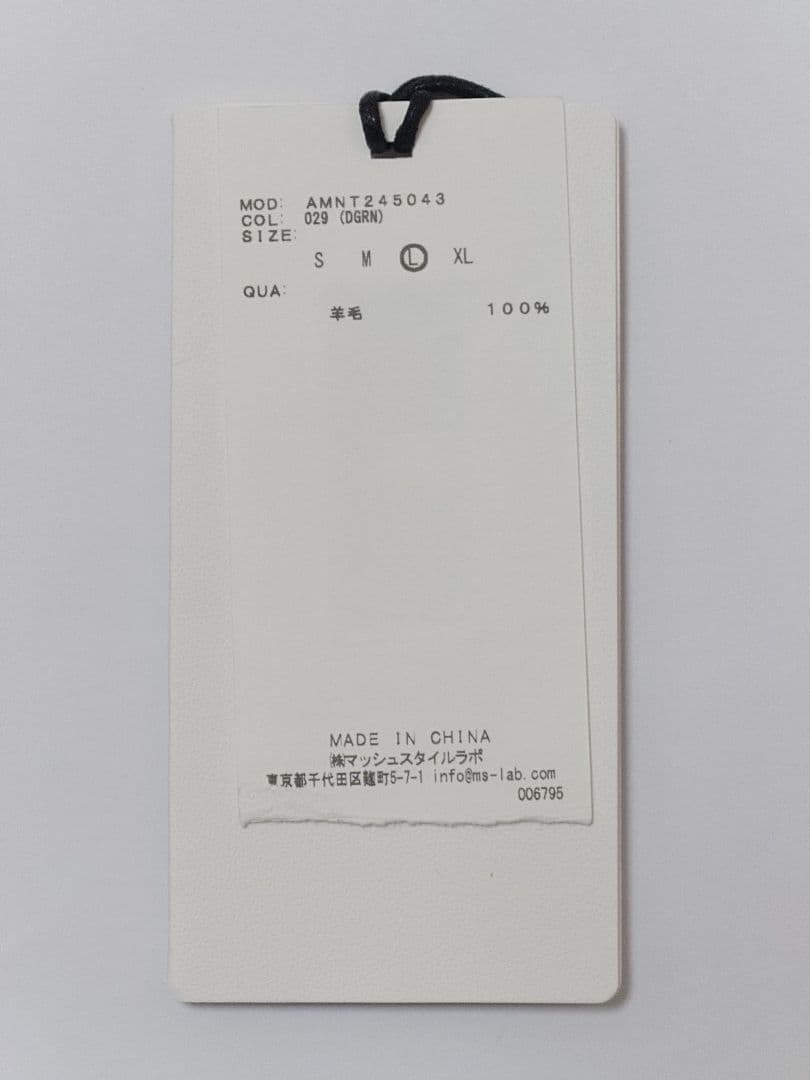 MOD: AMNT245043
COL: 029 (DGRN)
SIZE:
S M L XL
QUA:
羊毛 100%
MADE IN CHINA
㈱マッシュスタイルラボ
東京都千代田区麹町5-7-1 info@ms-lab.com
006795